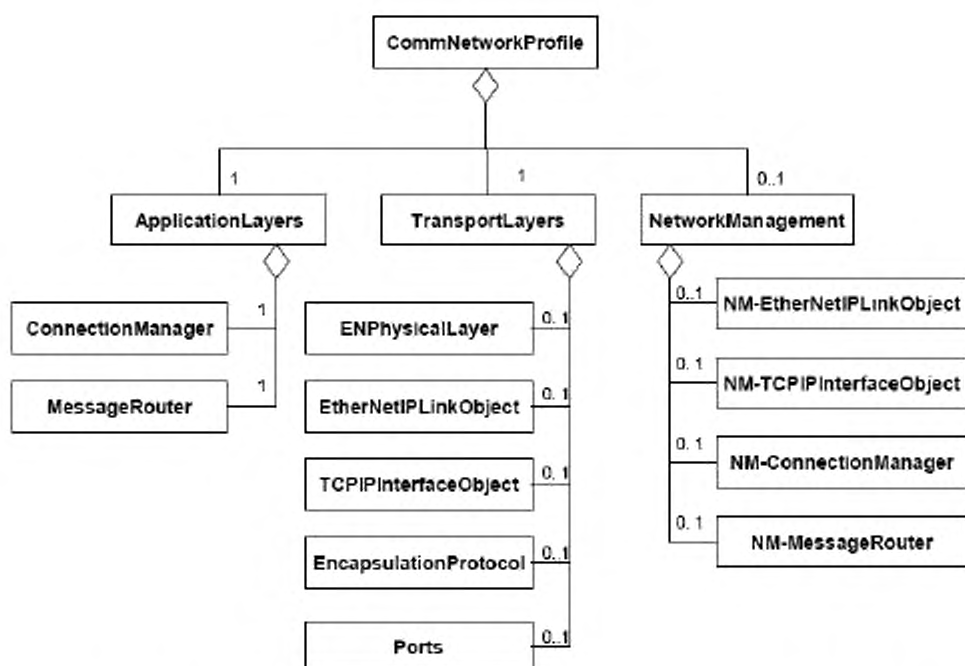 CommNetworkProfile
1
1
0..1
ApplicationLayers
TransportLayers
NetworkManagement
1
ConnectionManager
1
MessageRouter
0..1
ENPhysicalLayer
0..1
EtherNetIPLinkObject
0..1
TCPIPInterfaceObject
0..1
EncapsulationProtocol
0..1
Ports
0..1
NM-EtherNetIPLinkObject
0..1
NM-TCPIPInterfaceObject
0..1
NM-ConnectionManager
0..1
NM-MessageRouter